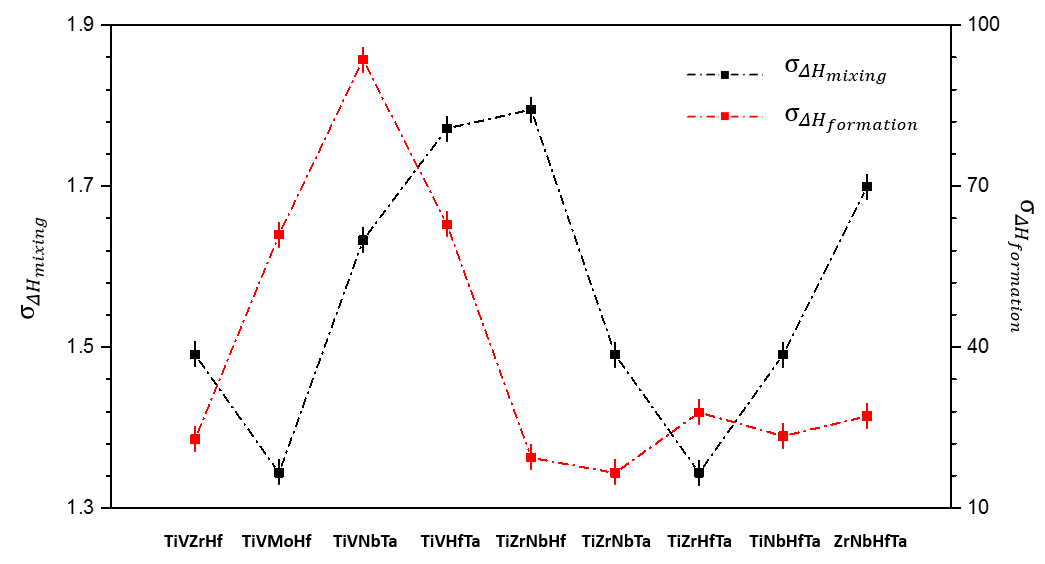 1.9
1.7
1.5
1.3
σΔHmixing
100
70
40
10
σΔHformation
σΔHmixing
σΔHformation
TiVZrHf TiVMoHf TiVNbTa TiVHfTa TiZrNbHf TiZrNbTa TiZrHfTa TiNbHfTa ZrNbHfTa